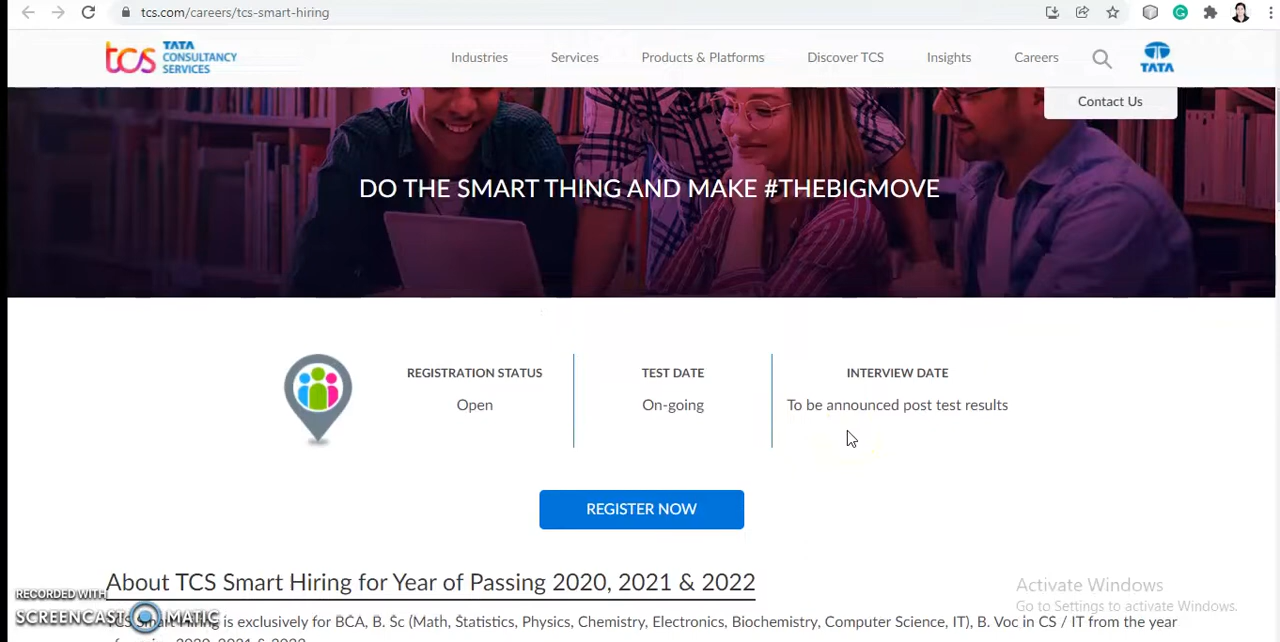 tcs.com/careers/tcs-smart-hiring
tcs TATA CONSULTANCY SERVICES
Industries Services Products & Platforms Discover TCS Insights Careers
TATA
Contact Us
DO THE SMART THING AND MAKE #THEBIGMOVE
REGISTRATION STATUS TEST DATE INTERVIEW DATE
Open On-going To be announced post test results
REGISTER NOW
About TCS Smart Hiring for Year of Passing 2020, 2021 & 2022
Activate Windows
Go to Settings to activate Windows.
RECORDED WITH
SCREENCAST MATIC
TCS Smart Hiring is exclusively for BCA, B. Sc (Math, Statistics, Physics, Chemistry, Electronics, Biochemistry, Computer Science, IT), B. Voc in CS / IT from the year